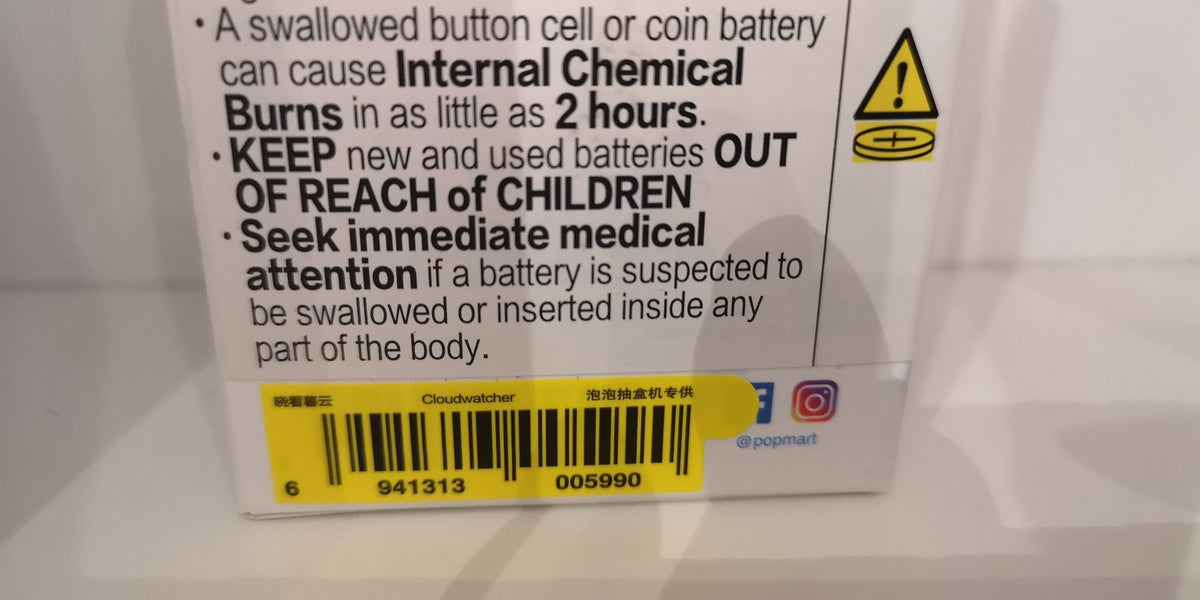 • A swallowed button cell or coin battery
can cause Internal Chemical
Burns in as little as 2 hours.
• KEEP new and used batteries OUT
OF REACH of CHILDREN
• Seek immediate medical
attention if a battery is suspected to
be swallowed or inserted inside any
part of the body.
晓看暮云 Cloudwatcher 泡泡抽盒机专供
6 941313 005990
@popmart